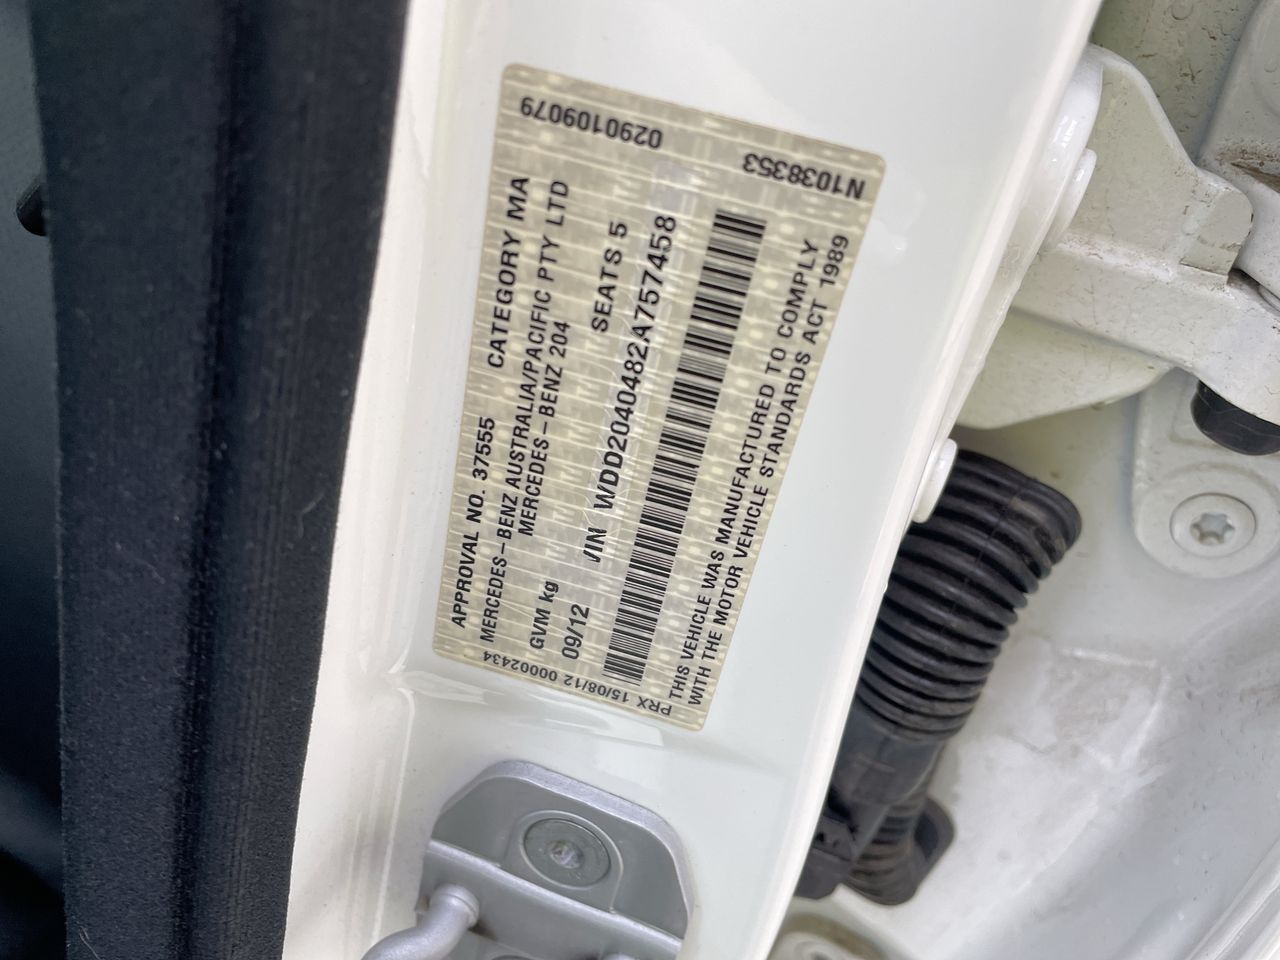 APPROVAL NO. 37555 CATEGORY MA
MERCEDES-BENZ AUSTRALIA/PACIFIC PTY LTD
MERCEDES-BENZ 204
GVM kg SEATS 5
09/12 VIN WDD2040482A757458
THIS VEHICLE WAS MANUFACTURED TO COMPLY
WITH THE MOTOR VEHICLE STANDARDS ACT 1989
PRX 15/08/12 00002434
N1038353 0290109079